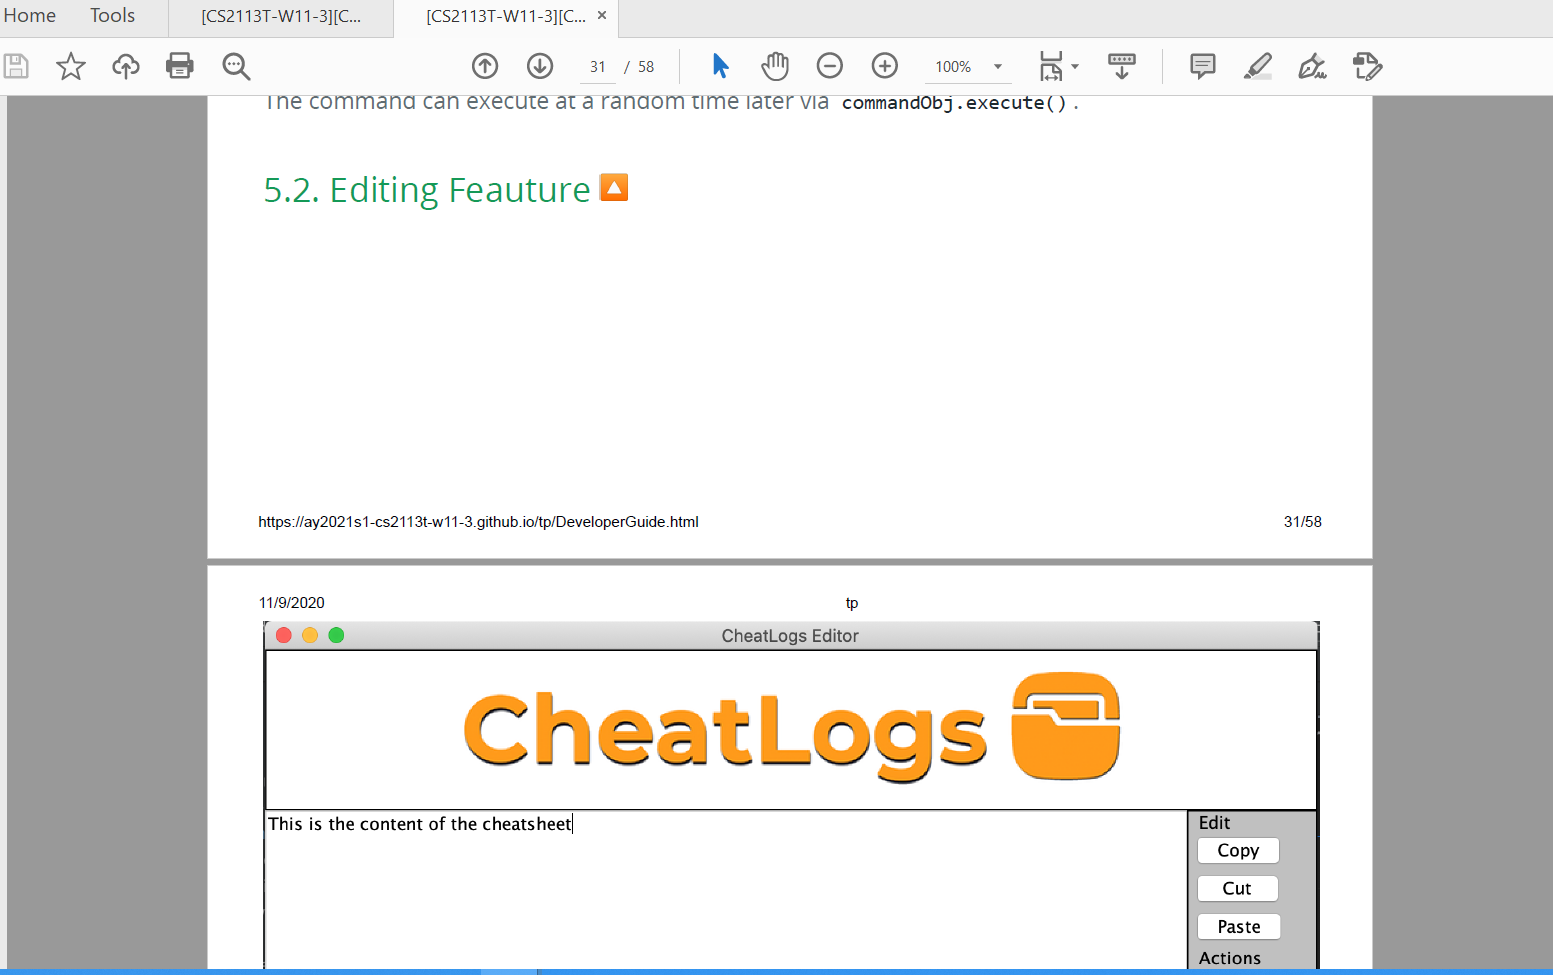 Home Tools [CS2113T-W11-3][C... [CS2113T-W11-3][C... ×
31 / 58 100%
The command can execute at a random time later via commandObj.execute() .
5.2. Editing Feauture
https://ay2021s1-cs2113t-w11-3.github.io/tp/DeveloperGuide.html 31/58
11/9/2020 tp
CheatLogs Editor
CheatLogs
This is the content of the cheatsheet
Edit
Copy
Cut
Paste
Actions